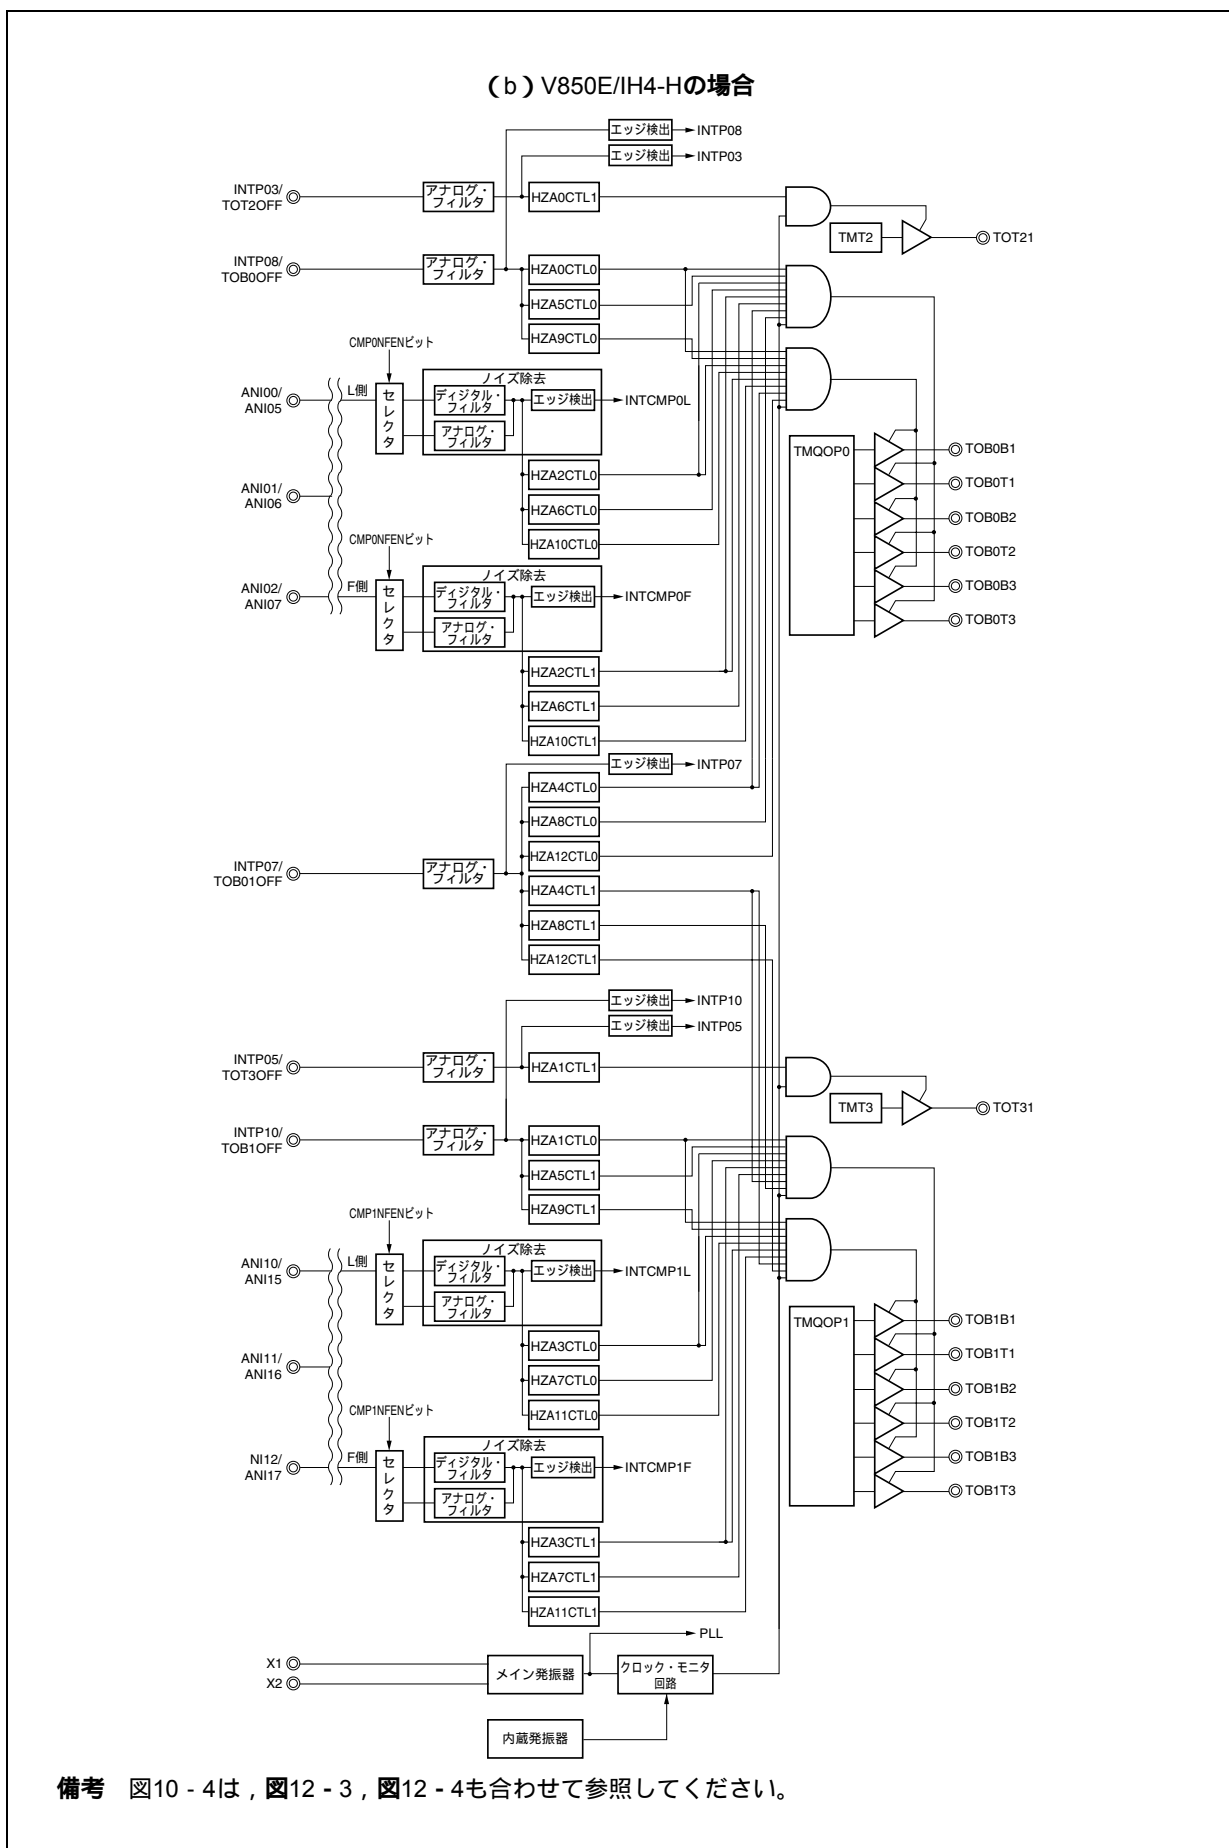 (b) V850E/IH4-Hの場合
エッジ検出
INTP08
エッジ検出
INTP03
INTP03/
TOT2OFF
アナログ・
フィルタ
HZA0CTL1
TMT2
TOT21
INTP08/
TOB0OFF
アナログ・
フィルタ
HZA0CTL0
HZA5CTL0
HZA9CTL0
CMP0NFENビット
ANI00/
ANI05
L側
セレクタ
ノイズ除去
ディジタル・
フィルタ
エッジ検出
INTCMP0L
アナログ・
フィルタ
TMQOP0
TOB0B1
HZA2CTL0
TOB0T1
ANI01/
ANI06
HZA6CTL0
TOB0B2
HZA10CTL0
TOB0T2
CMP0NFENビット
ANI02/
ANI07
F側
セレクタ
ノイズ除去
ディジタル・
フィルタ
エッジ検出
INTCMP0F
アナログ・
フィルタ
TOB0B3
TOB0T3
HZA2CTL1
HZA6CTL1
HZA10CTL1
エッジ検出
INTP07
HZA4CTL0
HZA8CTL0
HZA12CTL0
INTP07/
TOB01OFF
アナログ・
フィルタ
HZA4CTL1
HZA8CTL1
HZA12CTL1
エッジ検出
INTP10
エッジ検出
INTP05
INTP05/
TOT3OFF
アナログ・
フィルタ
HZA1CTL1
TMT3
TOT31
INTP10/
TOB1OFF
アナログ・
フィルタ
HZA1CTL0
HZA5CTL1
HZA9CTL1
CMP1NFENビット
ANI10/
ANI15
L側
セレクタ
ノイズ除去
ディジタル・
フィルタ
エッジ検出
INTCMP1L
アナログ・
フィルタ
TMQOP1
TOB1B1
HZA3CTL0
TOB1T1
ANI11/
ANI16
HZA7CTL0
TOB1B2
HZA11CTL0
TOB1T2
CMP1NFENビット
NI12/
ANI17
F側
セレクタ
ノイズ除去
ディジタル・
フィルタ
エッジ検出
INTCMP1F
アナログ・
フィルタ
TOB1B3
TOB1T3
HZA3CTL1
HZA7CTL1
HZA11CTL1
PLL
X1
X2
メイン発振器
クロック・モニタ
回路
内蔵発振器
備考 図10 - 4は，図12 - 3，図12 - 4も合わせて参照してください。